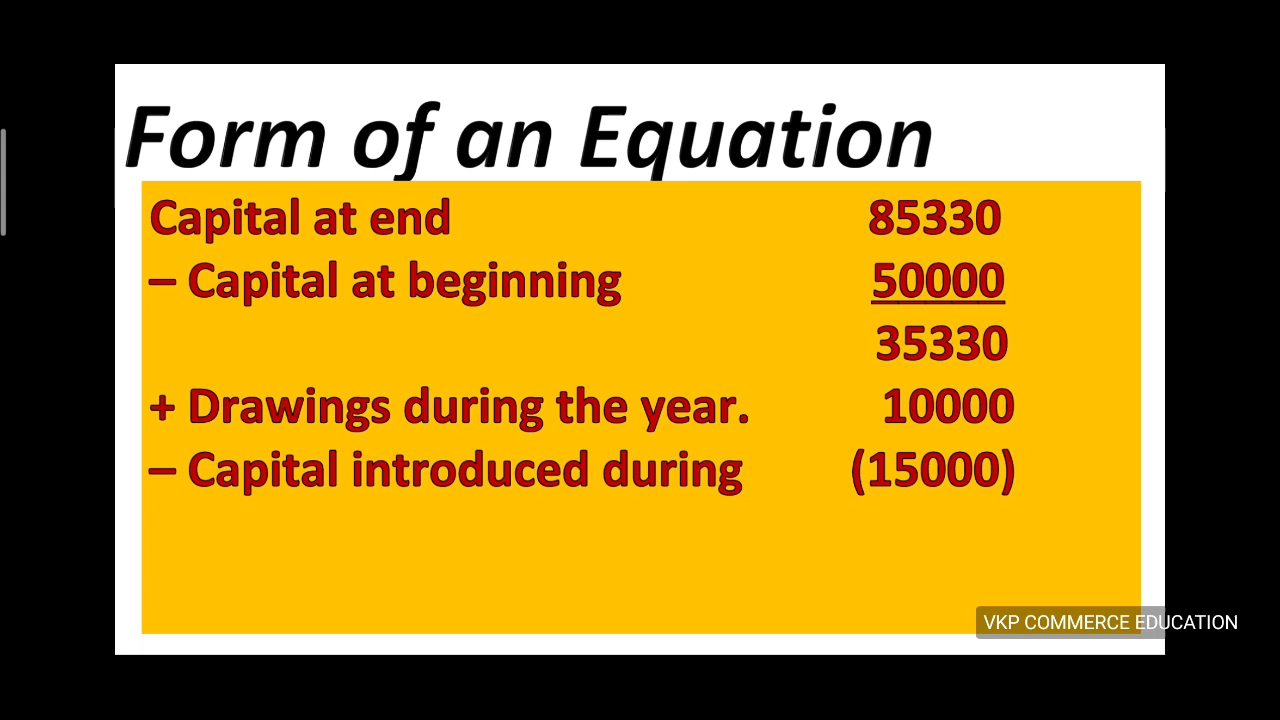 Form of an Equation
Capital at end 85330
– Capital at beginning 50000
35330
+ Drawings during the year. 10000
– Capital introduced during (15000)
VKP COMMERCE EDUCATION